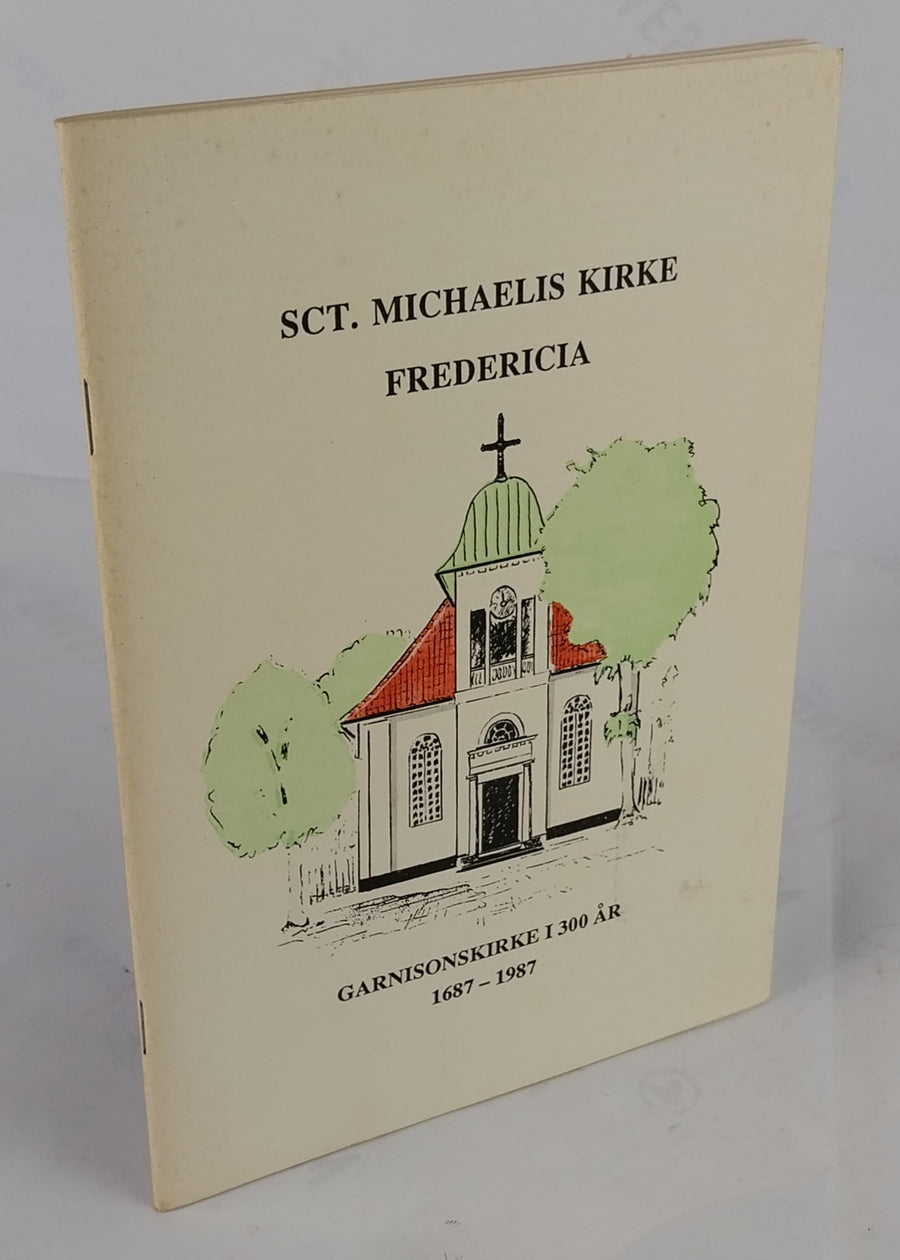 SCT. MICHAELIS KIRKE
FREDERICIA
GARNISONSKIRKE I 300 ÅR
1687 – 1987